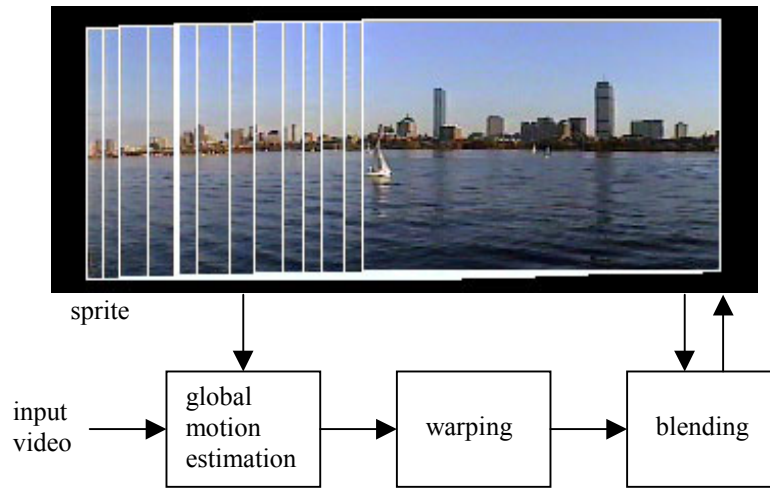 sprite
input
video
global
motion
estimation
warping
blending